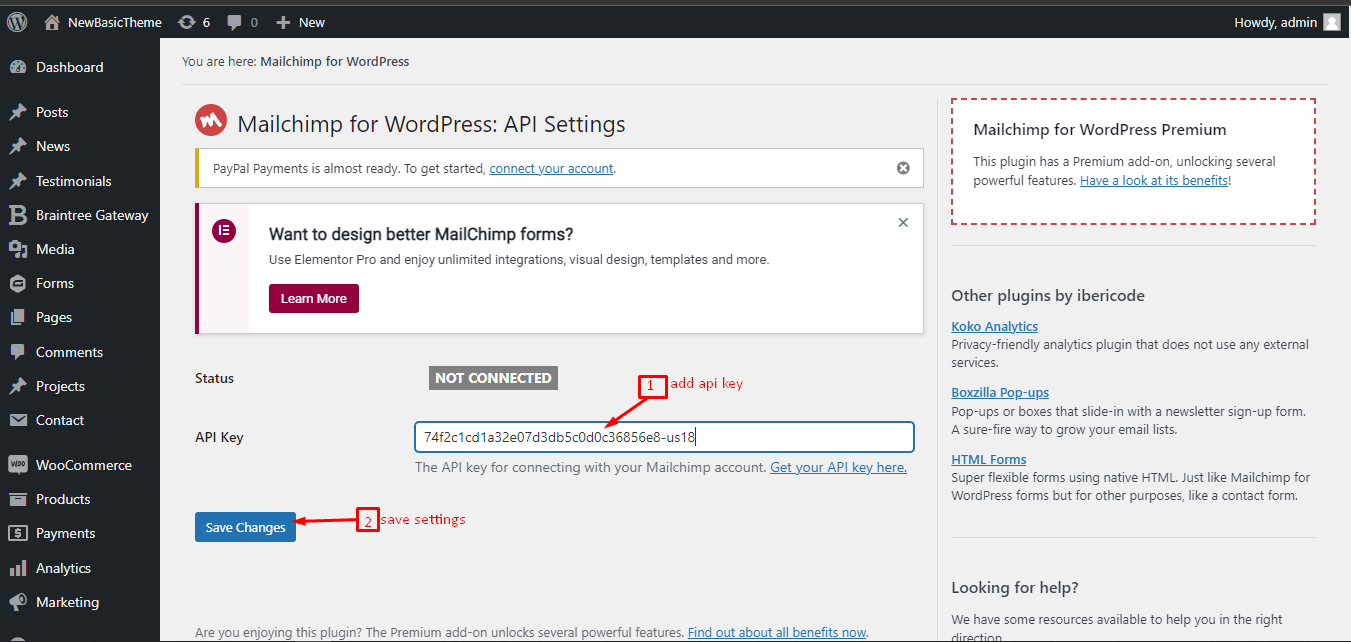 NewBasicTheme 6 0 New Howdy, admin
Dashboard
Posts
News
Testimonials
Braintree Gateway
Media
Forms
Pages
Comments
Projects
Contact
WooCommerce
Products
Payments
Analytics
Marketing
You are here: Mailchimp for WordPress
Mailchimp for WordPress: API Settings
PayPal Payments is almost ready. To get started, connect your account.
Want to design better MailChimp forms?
Use Elementor Pro and enjoy unlimited integrations, visual design, templates and more.
Learn More
Status NOT CONNECTED
1 add api key
API Key 74f2c1cd1a32e07d3db5c0d0c36856e8-us18
The API key for connecting with your Mailchimp account. Get your API key here.
Save Changes 2 save settings
Are you enjoying this plugin? The Premium add-on unlocks several powerful features. Find out about all benefits now.
Mailchimp for WordPress Premium
This plugin has a Premium add-on, unlocking several
powerful features. Have a look at its benefits!
Other plugins by ibericode
Koko Analytics
Privacy-friendly analytics plugin that does not use any external
services.
Boxzilla Pop-ups
Pop-ups or boxes that slide-in with a newsletter sign-up form.
A sure-fire way to grow your email lists.
HTML Forms
Super flexible forms using native HTML. Just like Mailchimp for
WordPress forms but for other purposes, like a contact form.
Looking for help?
We have some resources available to help you in the right
direction